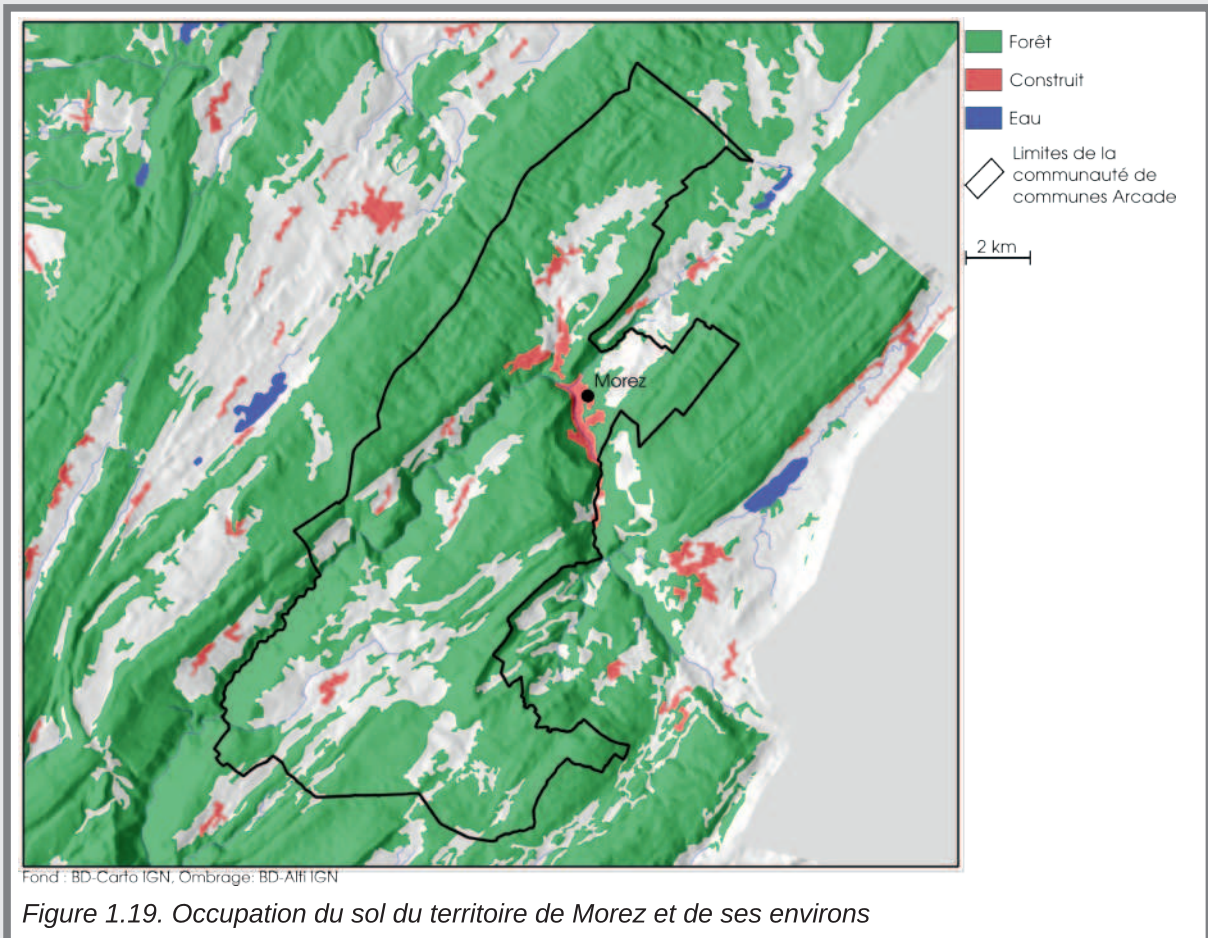 Forêt
Construit
Eau
Limites de la
communauté de
communes Arcade
2 km
Morez
Fond : BD-Carto IGN, Ombrage: BD-Alti IGN
Figure 1.19. Occupation du sol du territoire de Morez et de ses environs